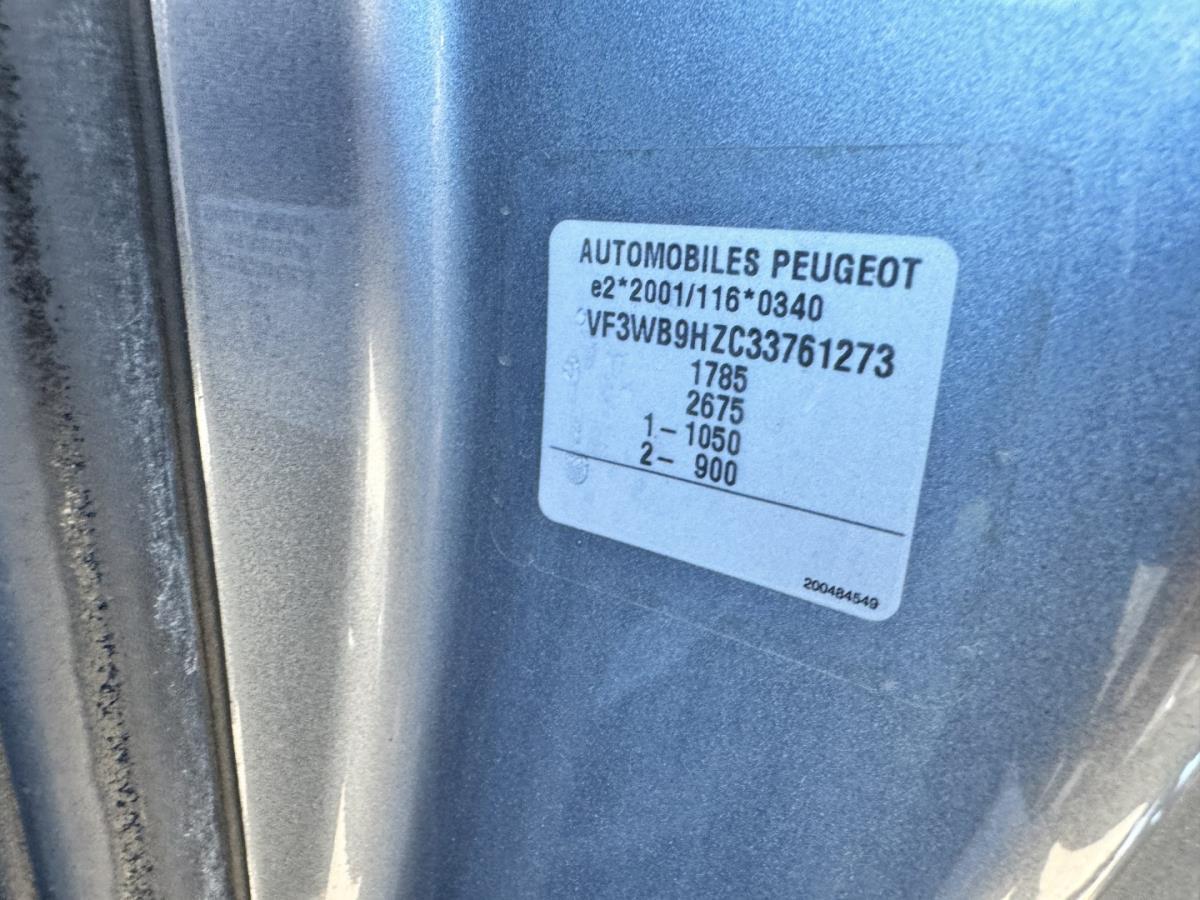 AUTOMOBILES PEUGEOT
e2*2001/116*0340
VF3WB9HZC33761273
1785
2675
1- 1050
2- 900
200484549